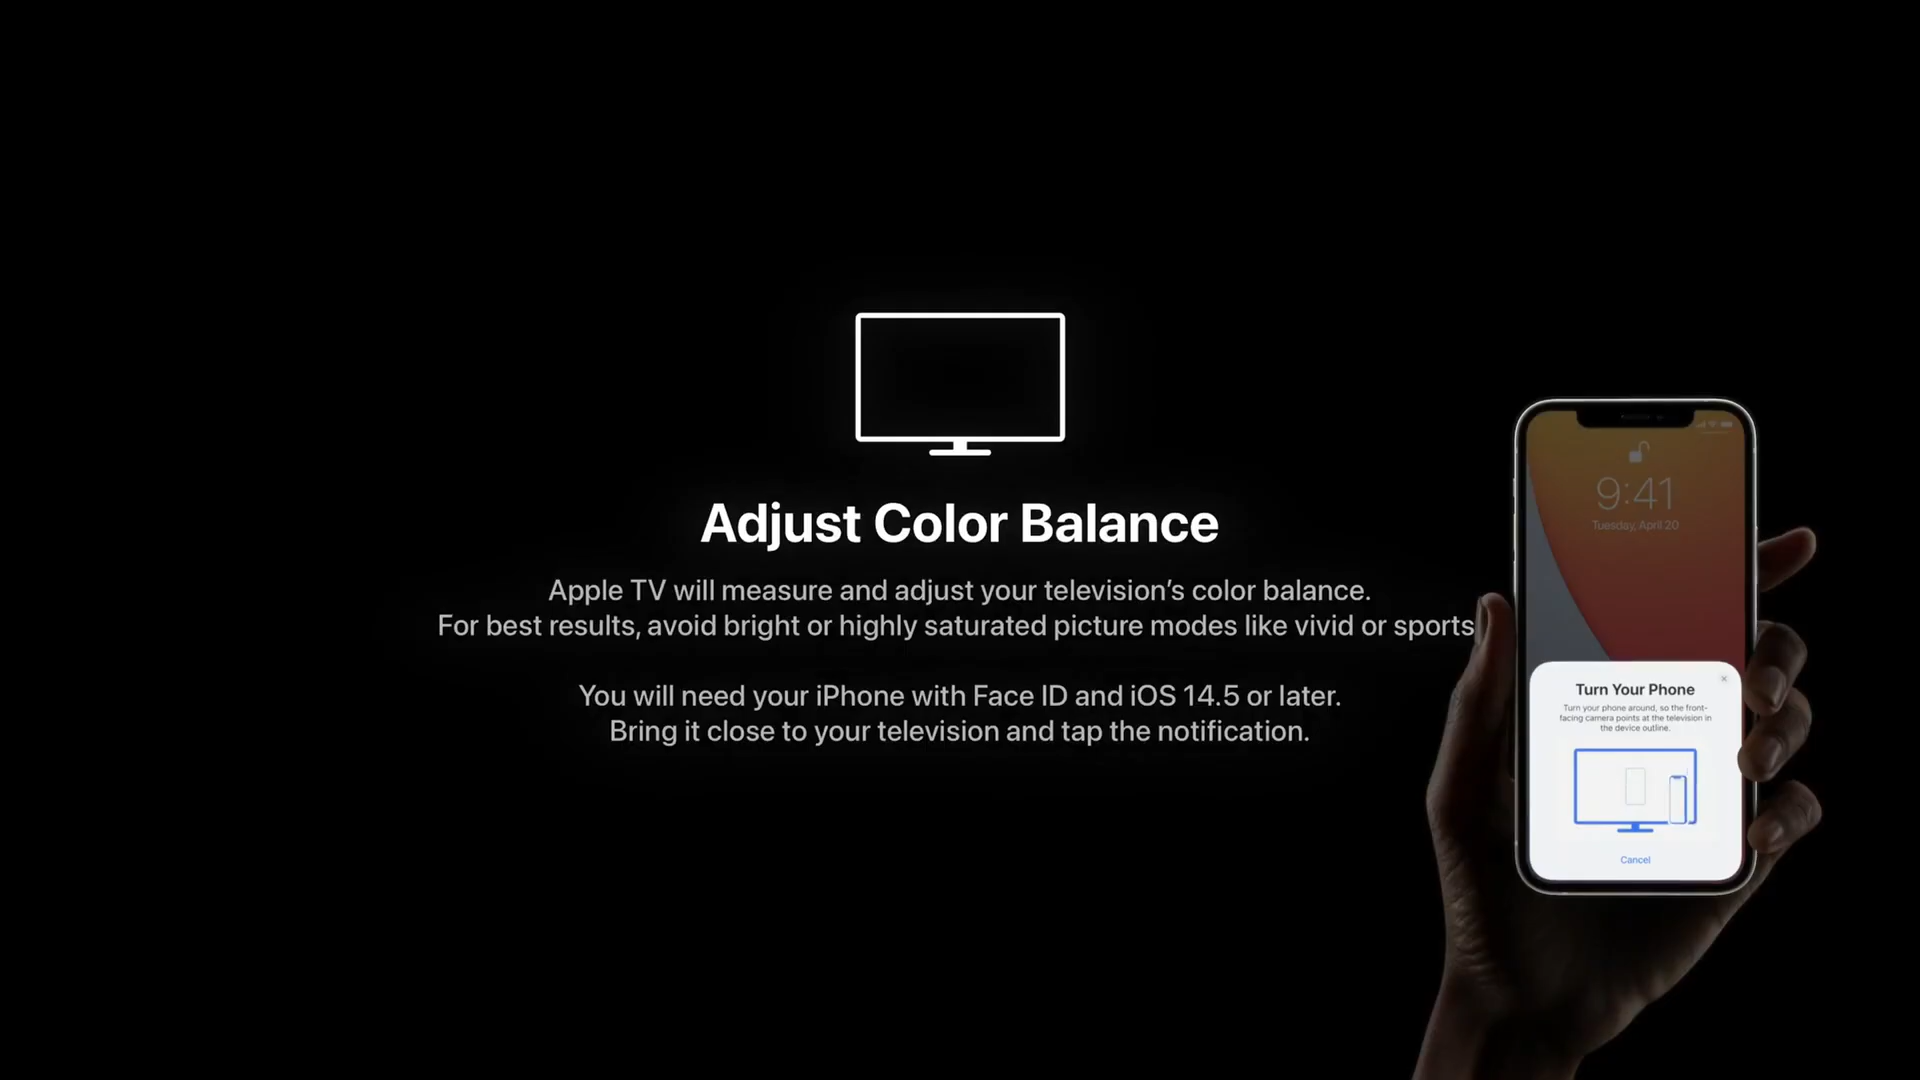 Adjust Color Balance
Apple TV will measure and adjust your television's color balance.
For best results, avoid bright or highly saturated picture modes like vivid or sports
You will need your iPhone with Face ID and iOS 14.5 or later.
Bring it close to your television and tap the notification.
9:41
Tuesday, April 20
Turn Your Phone
Turn your phone around, so the front-
facing camera points at the television in
the device outline.
Cancel